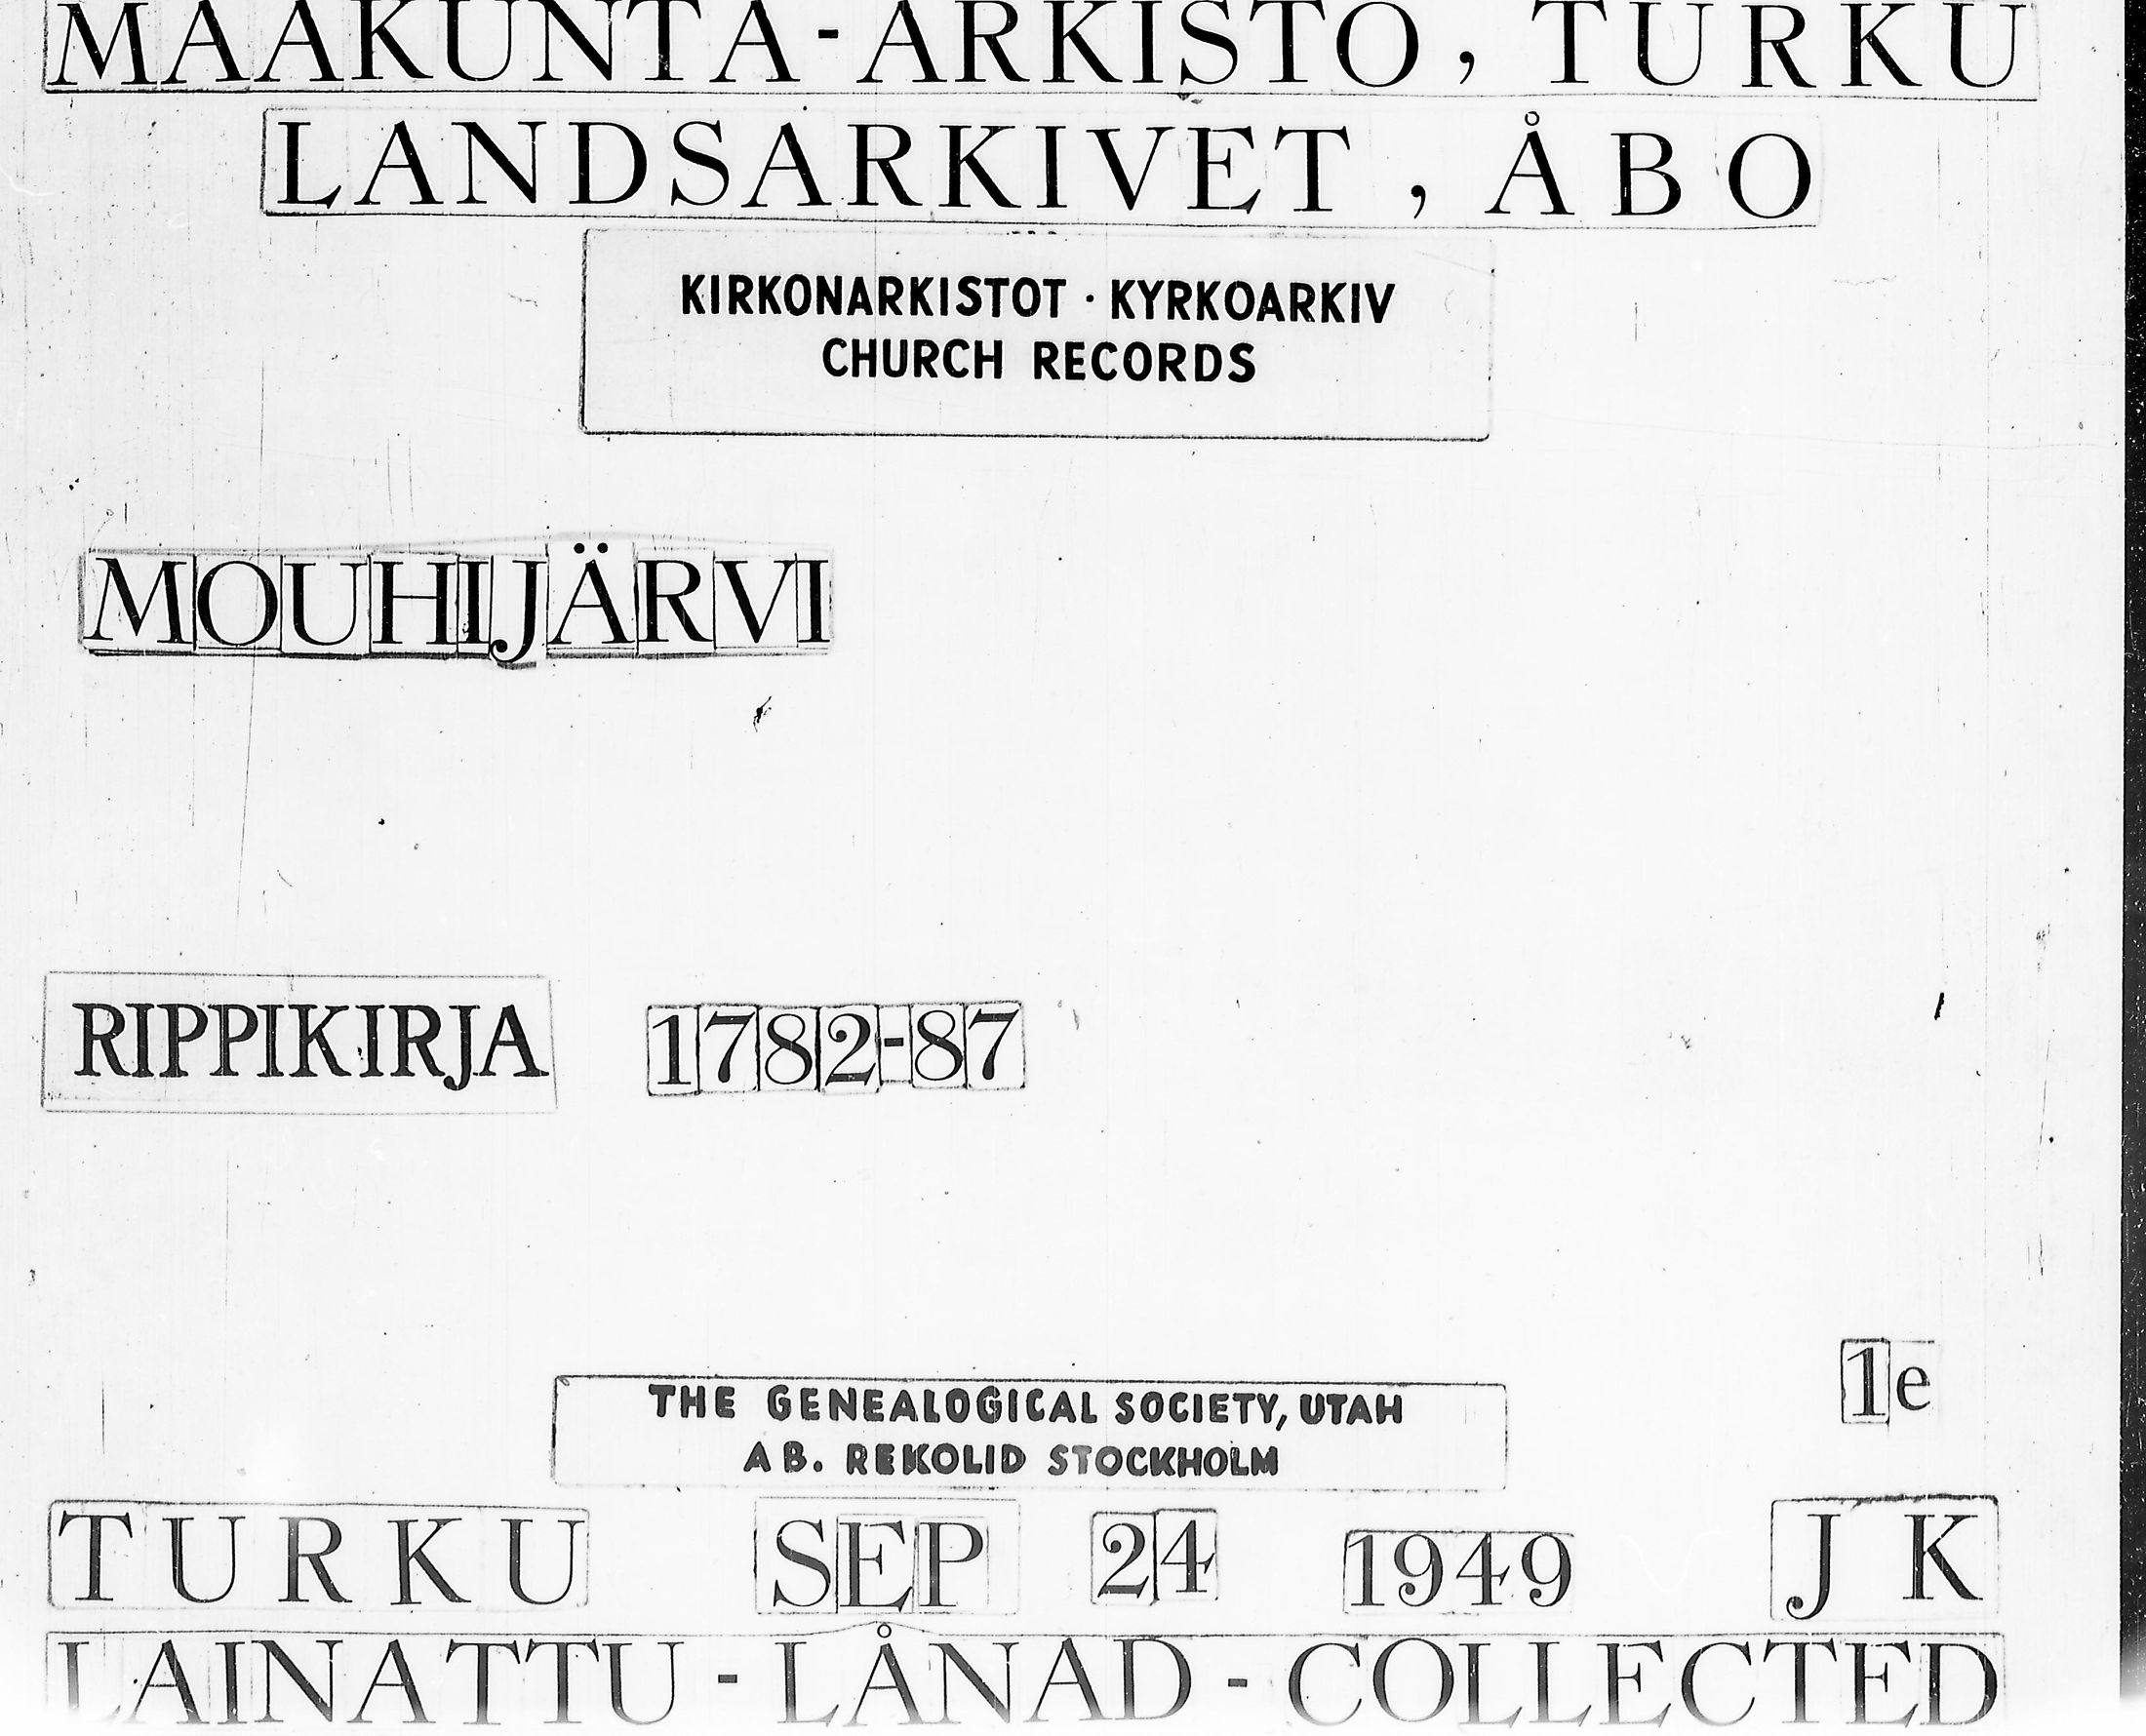 MAAKUNTA-ARKISTO, TURKU
LANDSARKIVET, ÅBO
KIRKONARKISTOT · KYRKOARKIV
CHURCH RECORDS
MOUHIJÄRVI
RIPPIKIRJA 1782-87
1e
THE GENEALOGICAL SOCIETY, UTAH
AB. REKOLID STOCKHOLM
TURKU SEP 24 1949 J K
LAINATTU - LÅNAD - COLLECTED